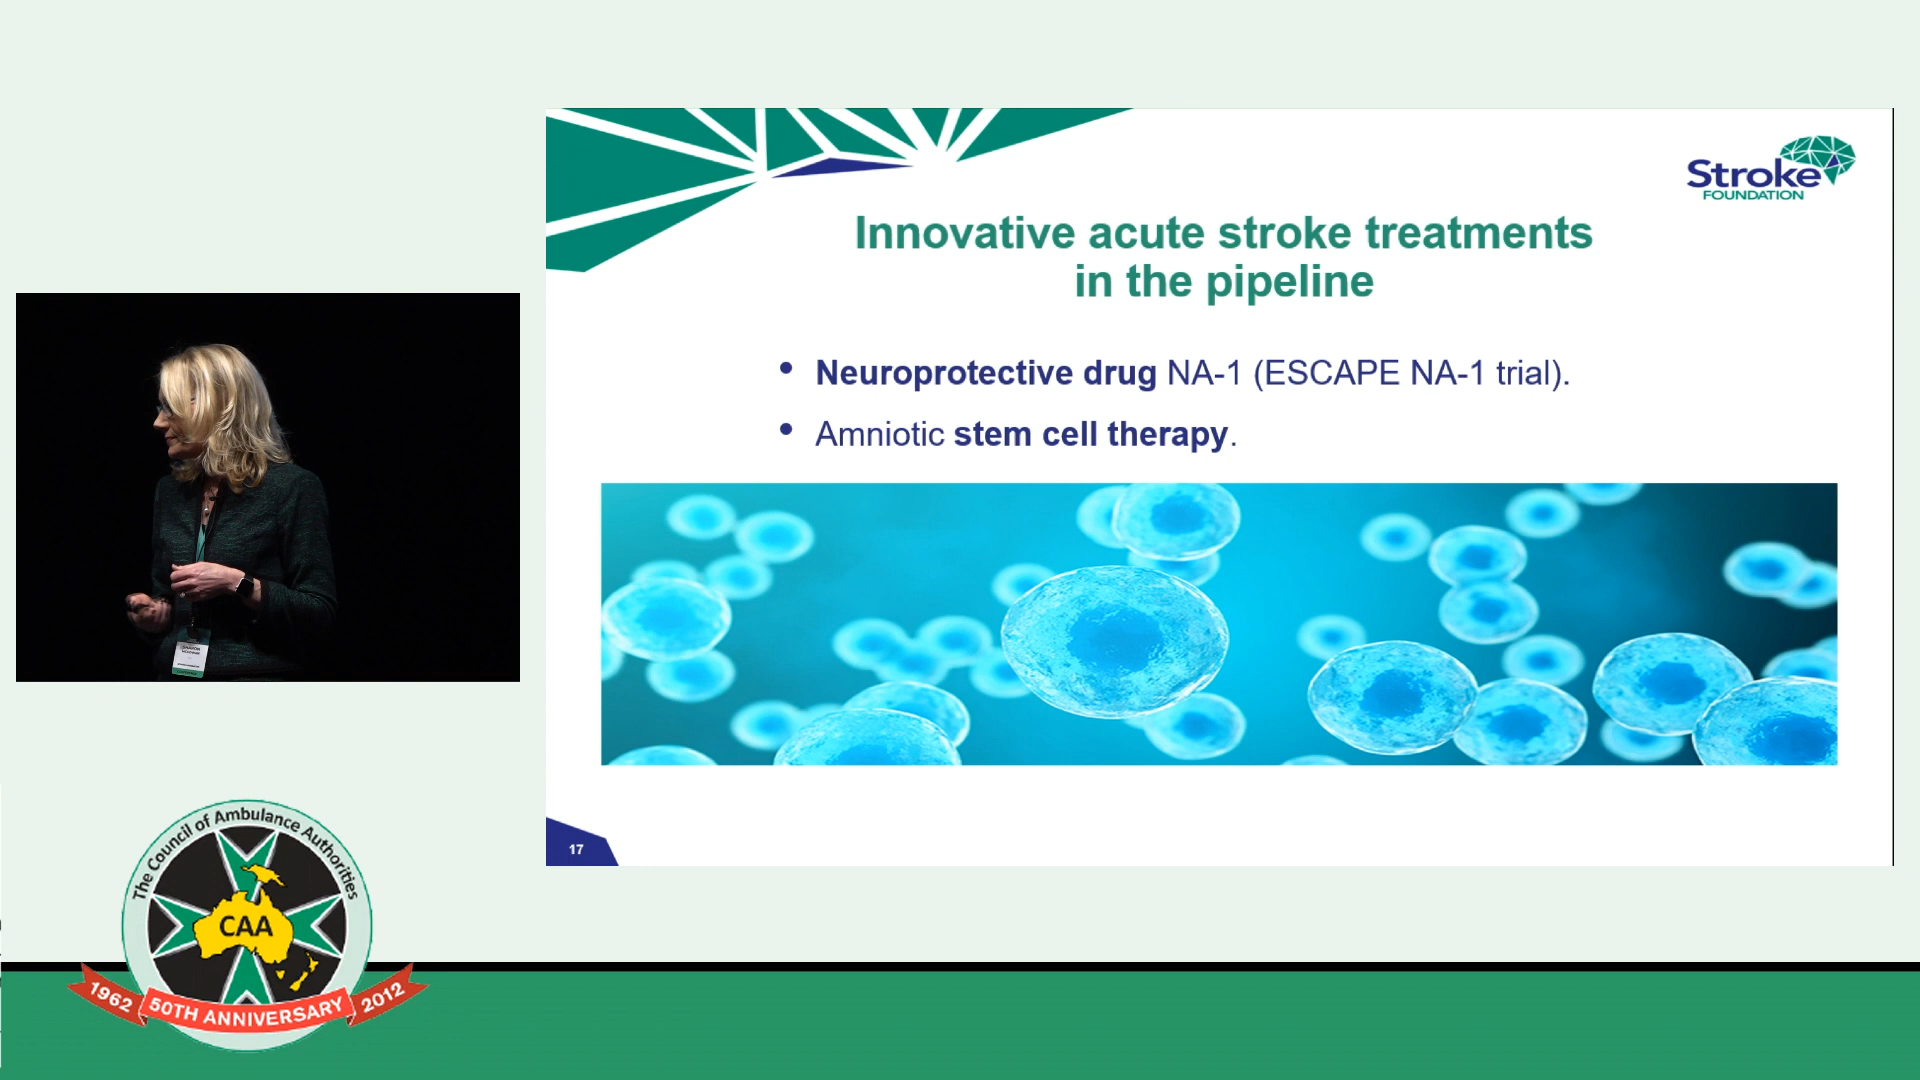 Stroke
FOUNDATION
Innovative acute stroke treatments
in the pipeline
• Neuroprotective drug NA-1 (ESCAPE NA-1 trial).
• Amniotic stem cell therapy.
17
SHARON
The Council of Ambulance Authorities
CAA
1962 50TH ANNIVERSARY 2012